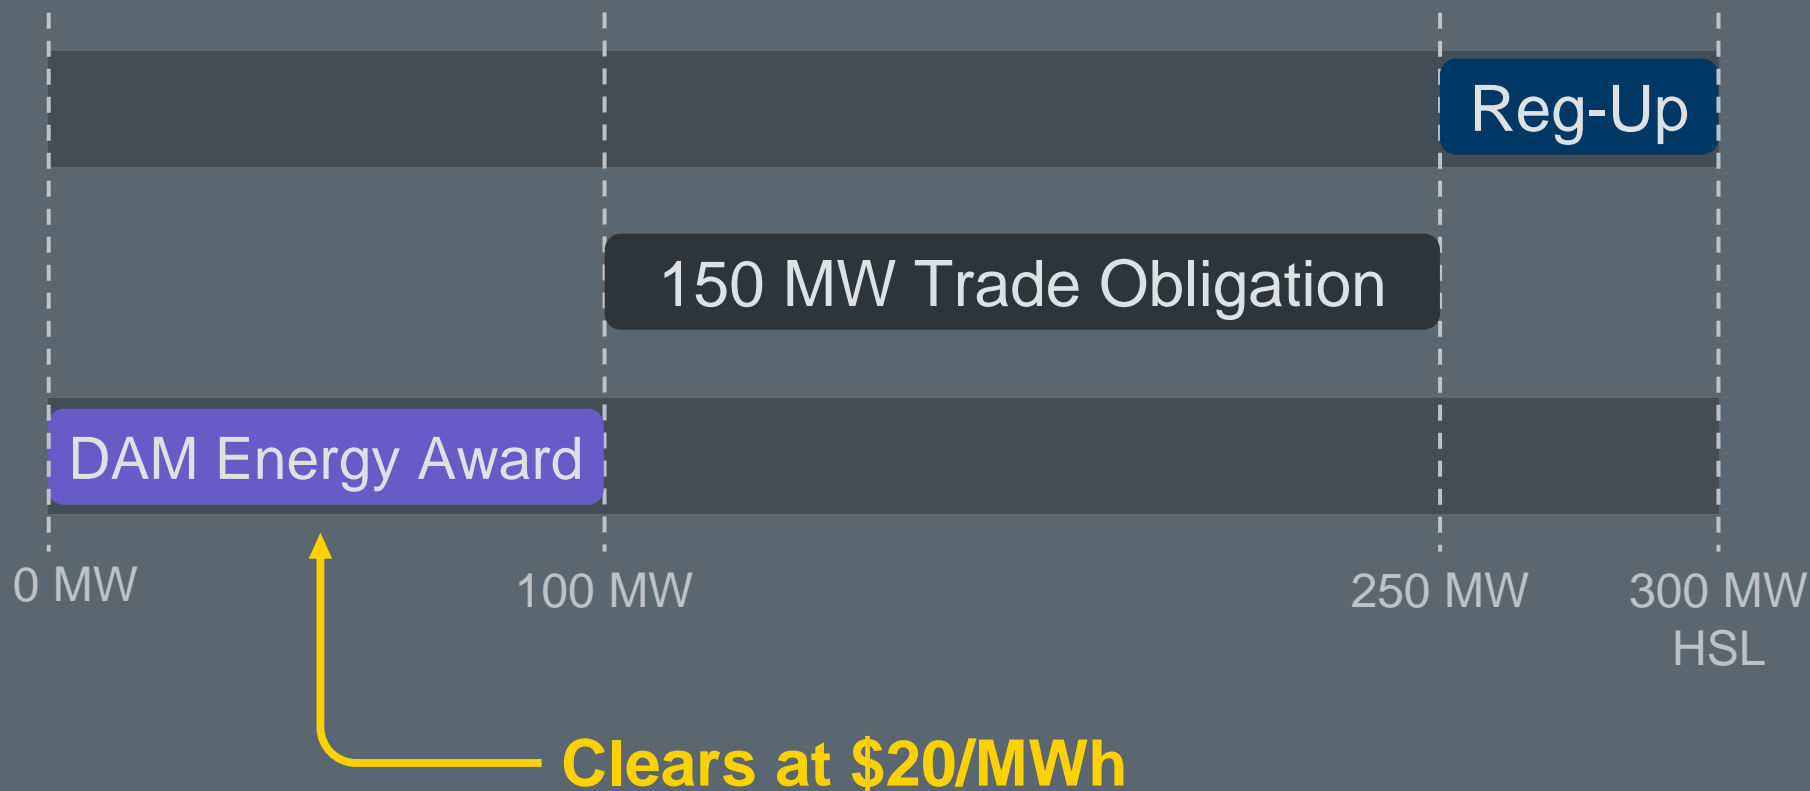 Reg-Up
150 MW Trade Obligation
DAM Energy Award
0 MW
100 MW
250 MW
300 MW
HSL
Clears at $20/MWh